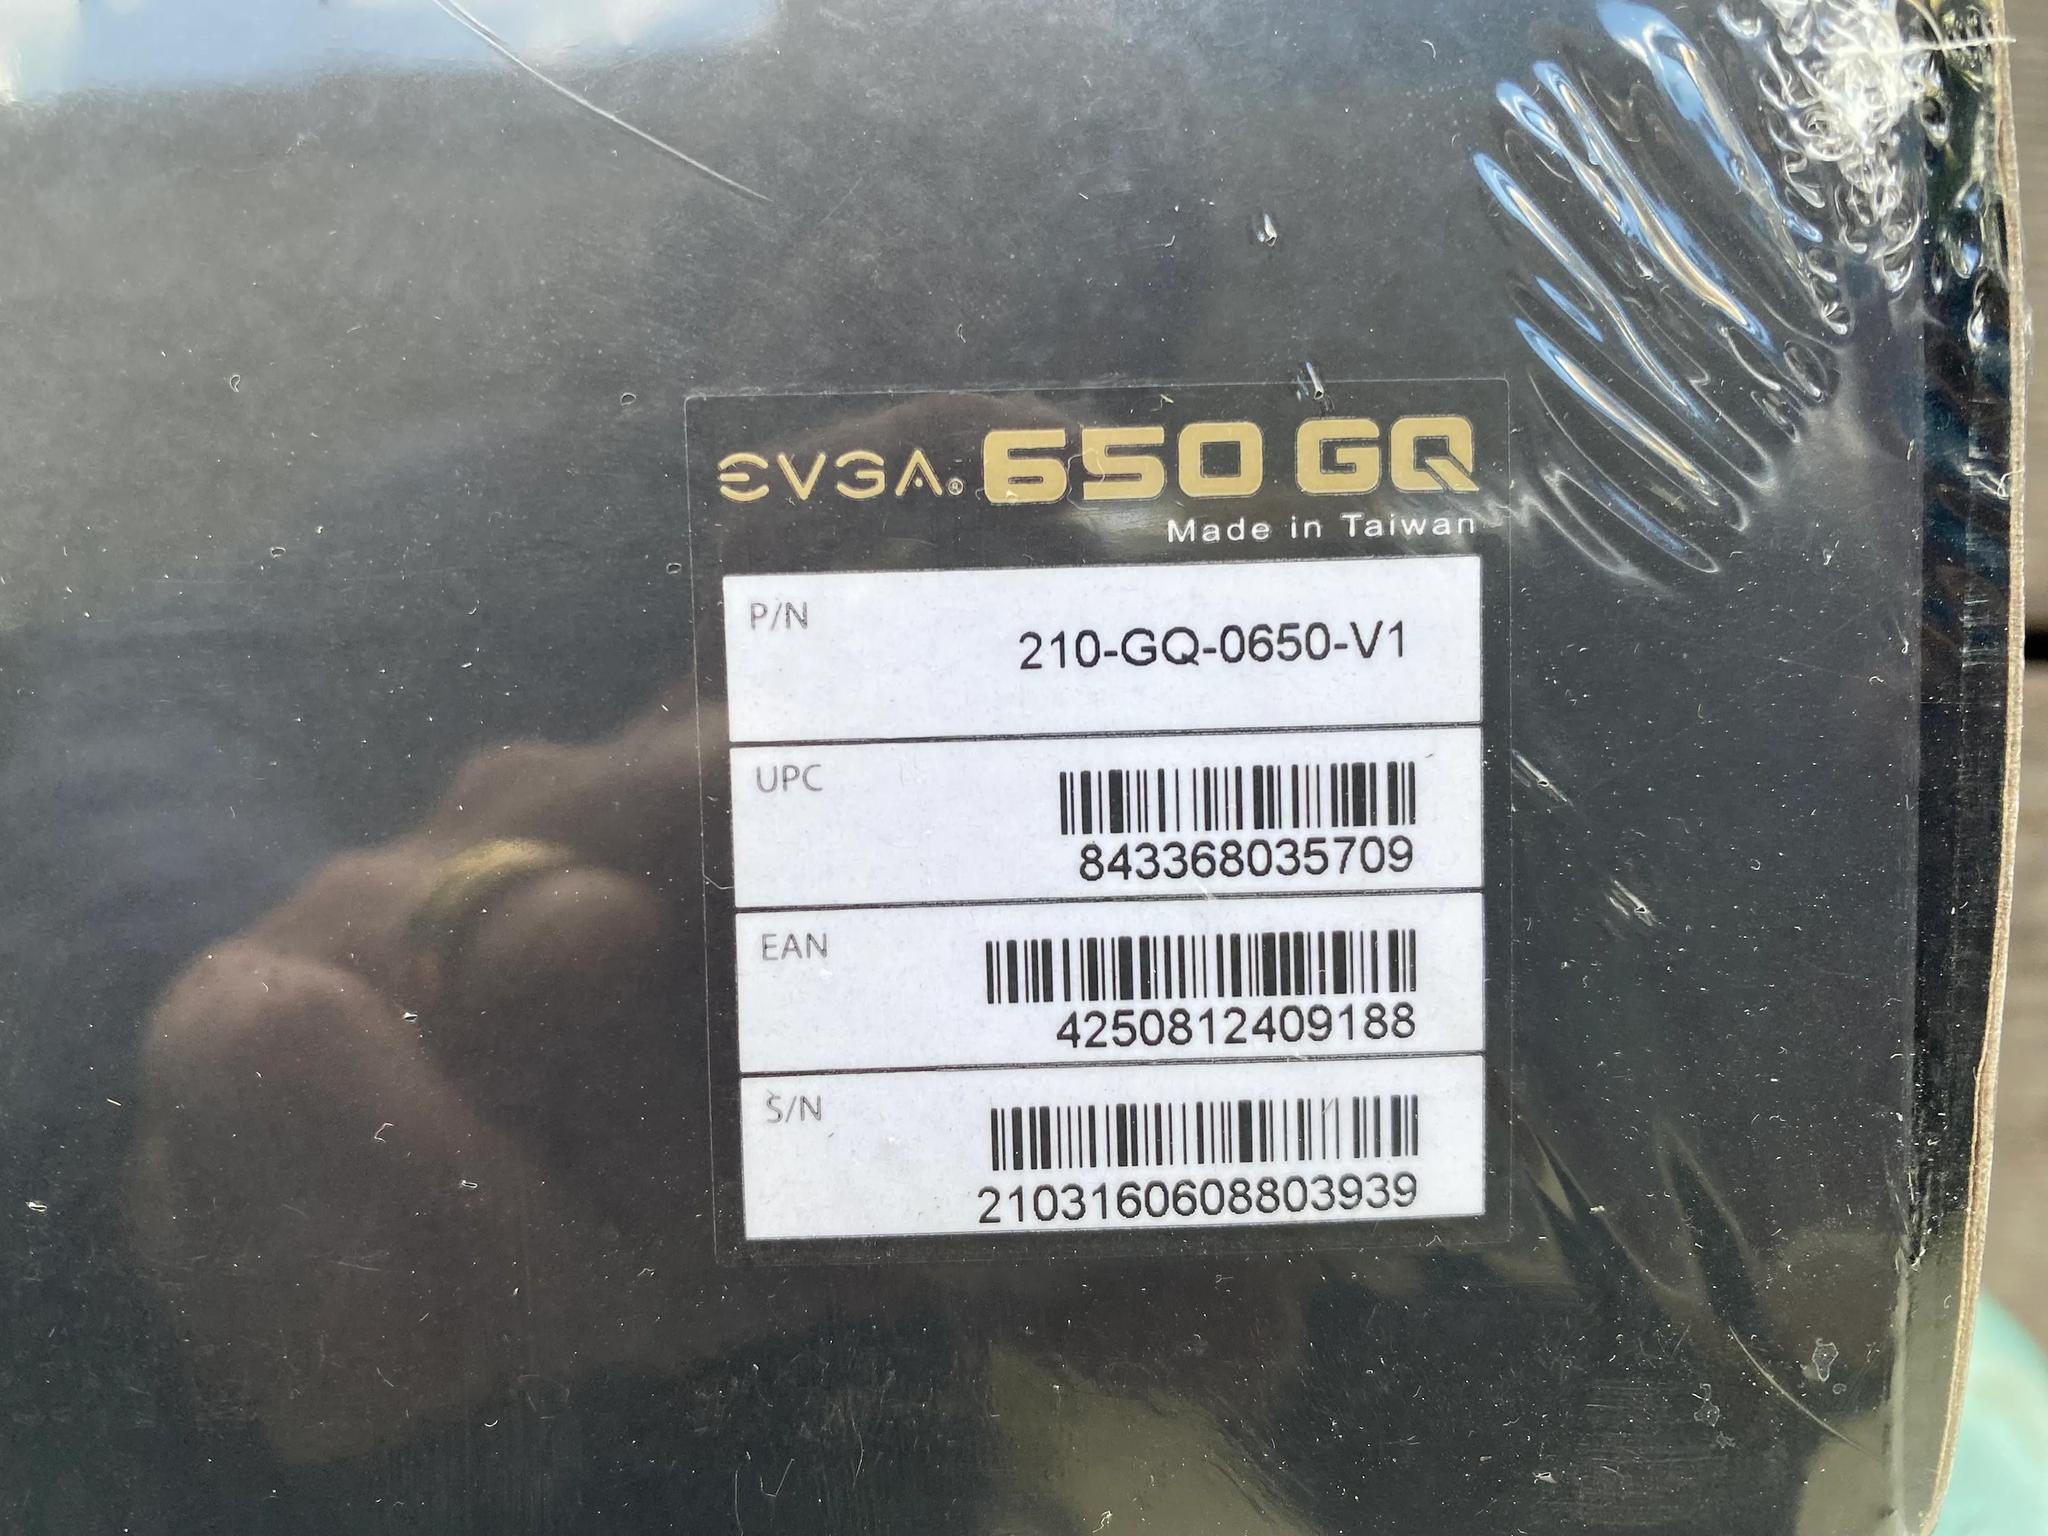 EVGA® 650 GQ
Made in Taiwan
P/N
210-GQ-0650-V1
UPC
843368035709
EAN
4250812409188
S/N
2103160608803939